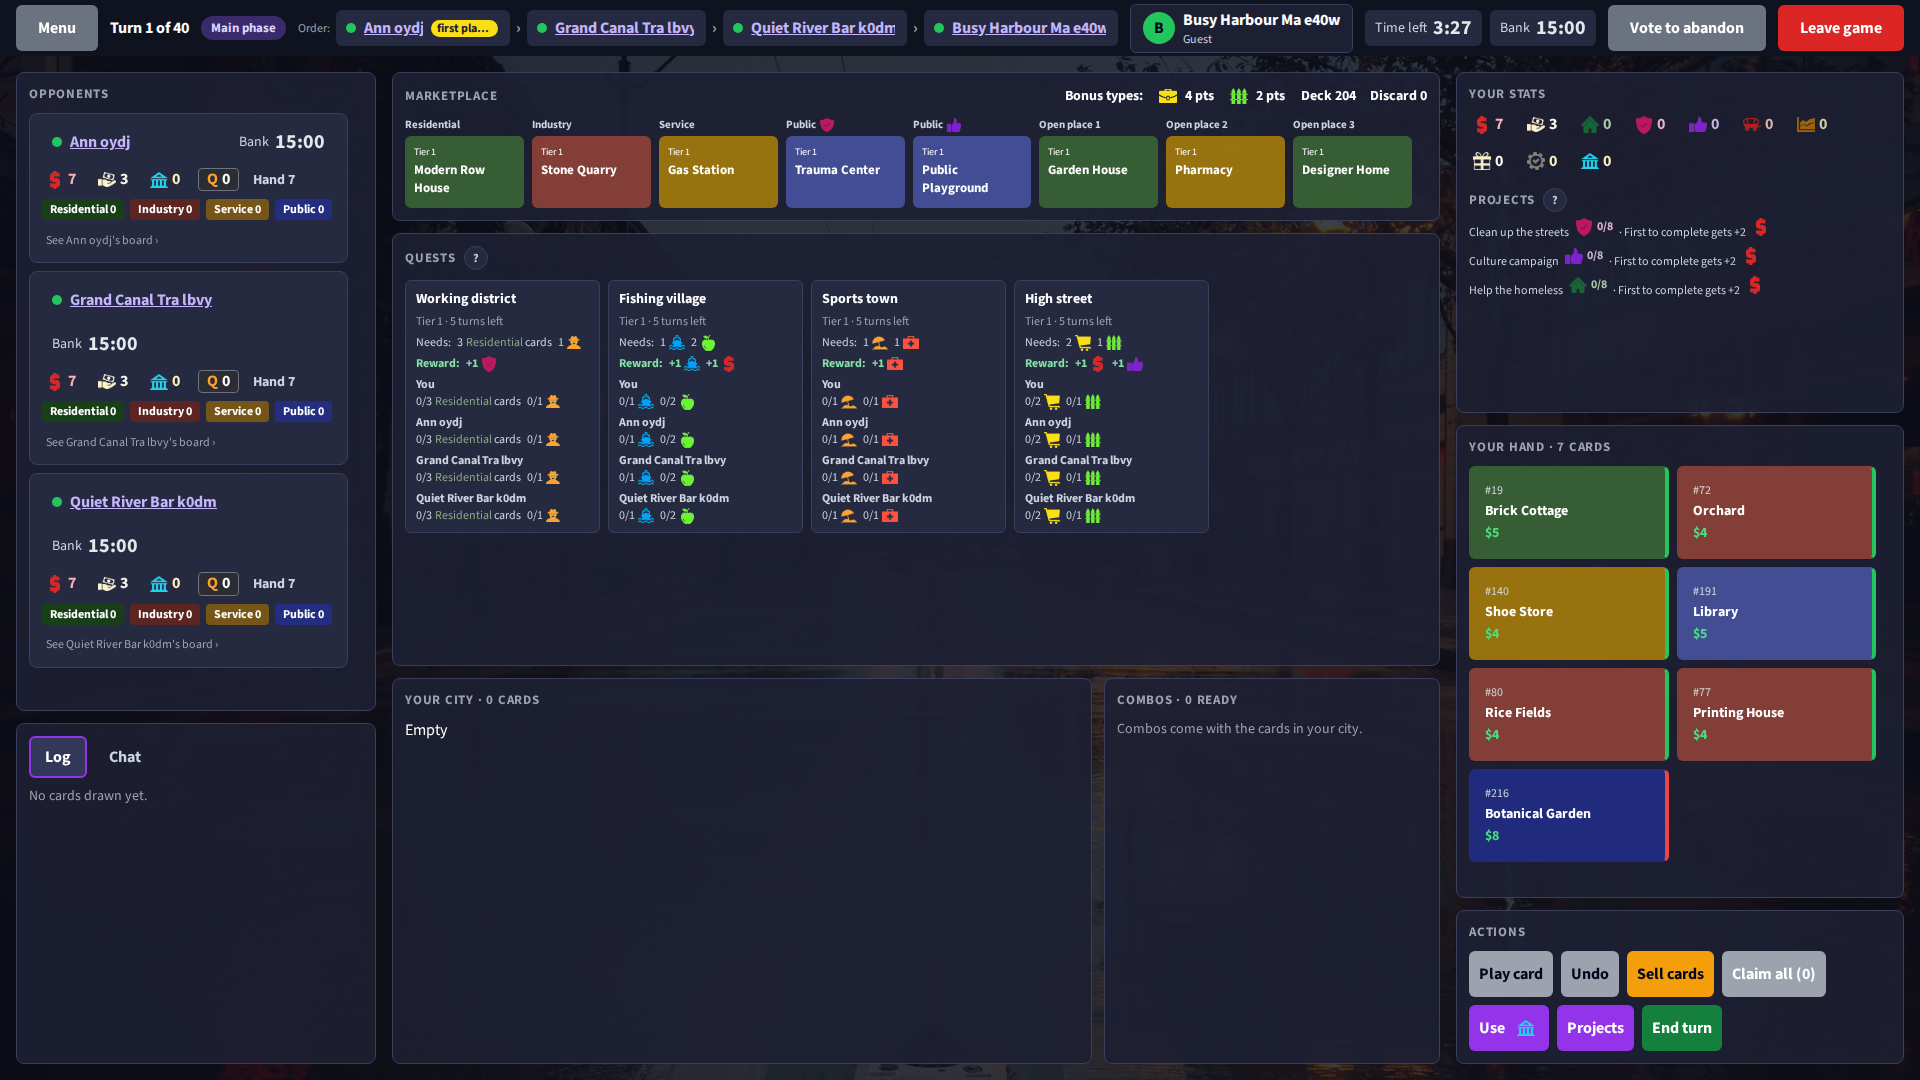 Menu
Turn 1 of 40
Main phase
Order:
Ann oydj
first pla...
›
Grand Canal Tra lbvy
›
Quiet River Bar k0dm
›
Busy Harbour Ma e40w
B
Busy Harbour Ma e40w
Guest
Time left 3:27
Bank 15:00
Vote to abandon
Leave game
OPPONENTS
Ann oydj
Bank 15:00
7 3 0 Q 0 Hand 7
Residential 0 Industry 0 Service 0 Public 0
See Ann oydj's board ›
Grand Canal Tra lbvy
Bank 15:00
7 3 0 Q 0 Hand 7
Residential 0 Industry 0 Service 0 Public 0
See Grand Canal Tra lbvy's board ›
Quiet River Bar k0dm
Bank 15:00
7 3 0 Q 0 Hand 7
Residential 0 Industry 0 Service 0 Public 0
See Quiet River Bar k0dm's board ›
Log
Chat
No cards drawn yet.
MARKETPLACE
Bonus types: 4 pts 2 pts Deck 204 Discard 0
Residential
Tier 1
Modern Row
House
Industry
Tier 1
Stone Quarry
Service
Tier 1
Gas Station
Public
Tier 1
Trauma Center
Public
Tier 1
Public
Playground
Open place 1
Tier 1
Garden House
Open place 2
Tier 1
Pharmacy
Open place 3
Tier 1
Designer Home
QUESTS ?
Working district
Tier 1 · 5 turns left
Needs: 3 Residential cards 1
Reward: +1
You
0/3 Residential cards 0/1
Ann oydj
0/3 Residential cards 0/1
Grand Canal Tra lbvy
0/3 Residential cards 0/1
Quiet River Bar k0dm
0/3 Residential cards 0/1
Fishing village
Tier 1 · 5 turns left
Needs: 1 2
Reward: +1 +1
You
0/1 0/2
Ann oydj
0/1 0/2
Grand Canal Tra lbvy
0/1 0/2
Quiet River Bar k0dm
0/1 0/2
Sports town
Tier 1 · 5 turns left
Needs: 1 1
Reward: +1
You
0/1 0/1
Ann oydj
0/1 0/1
Grand Canal Tra lbvy
0/1 0/1
Quiet River Bar k0dm
0/1 0/1
High street
Tier 1 · 5 turns left
Needs: 2 1
Reward: +1 +1
You
0/2 0/1
Ann oydj
0/2 0/1
Grand Canal Tra lbvy
0/2 0/1
Quiet River Bar k0dm
0/2 0/1
YOUR CITY · 0 CARDS
Empty
COMBOS · 0 READY
Combos come with the cards in your city.
YOUR STATS
7 3 0 0 0 0 0
0 0 0
PROJECTS ?
Clean up the streets 0/8 · First to complete gets +2
Culture campaign 0/8 · First to complete gets +2
Help the homeless 0/8 · First to complete gets +2
YOUR HAND · 7 CARDS
#19
Brick Cottage
$5
#72
Orchard
$4
#140
Shoe Store
$4
#191
Library
$5
#80
Rice Fields
$4
#77
Printing House
$4
#216
Botanical Garden
$8
ACTIONS
Play card
Undo
Sell cards
Claim all (0)
Use
Projects
End turn